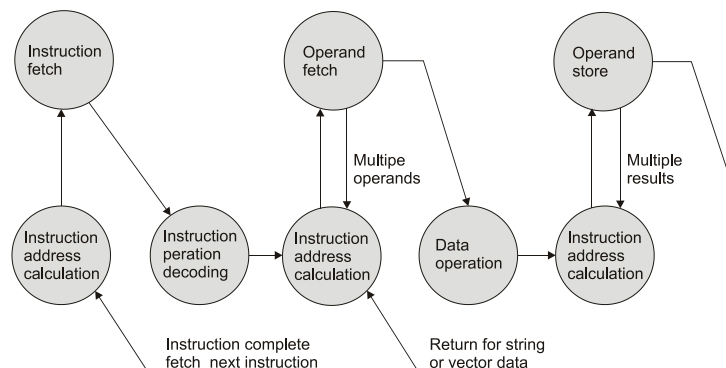 Instruction
fetch
Operand
fetch
Operand
store
Multipe
operands
Multiple
results
Instruction
address
calculation
Instruction
peration
decoding
Instruction
address
calculation
Data
operation
Instruction
address
calculation
Instruction complete
fetch next instruction
Return for string
or vector data